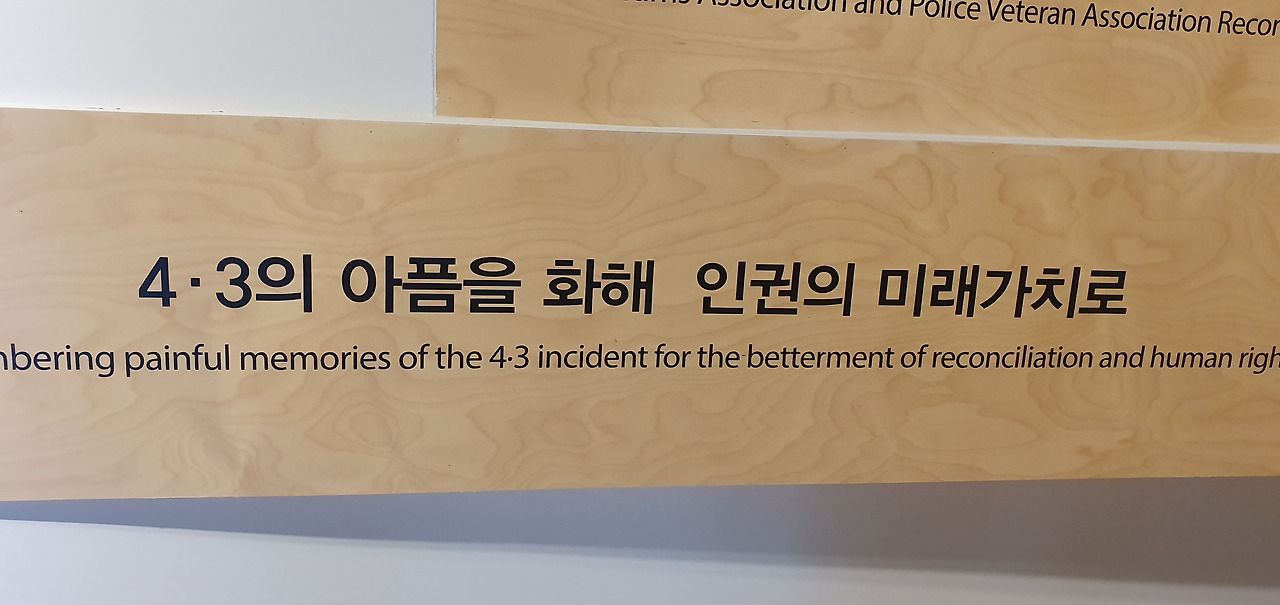 Association and Police Veteran Association
4·3의 아픔을 화해 인권의 미래가치로
painful memories of the 4·3 incident for the betterment of reconciliation and human